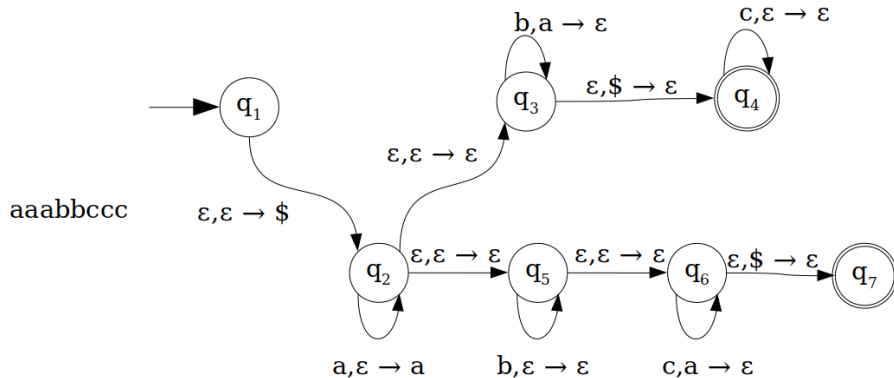 b,a → ε
c,ε → ε
q₁
q₃
ε,$ → ε
q₄
ε,ε → ε
aaabbccc
ε,ε → $
q₂
ε,ε → ε
q₅
ε,ε → ε
q₆
ε,$ → ε
q₇
a,ε → a
b,ε → ε
c,a → ε